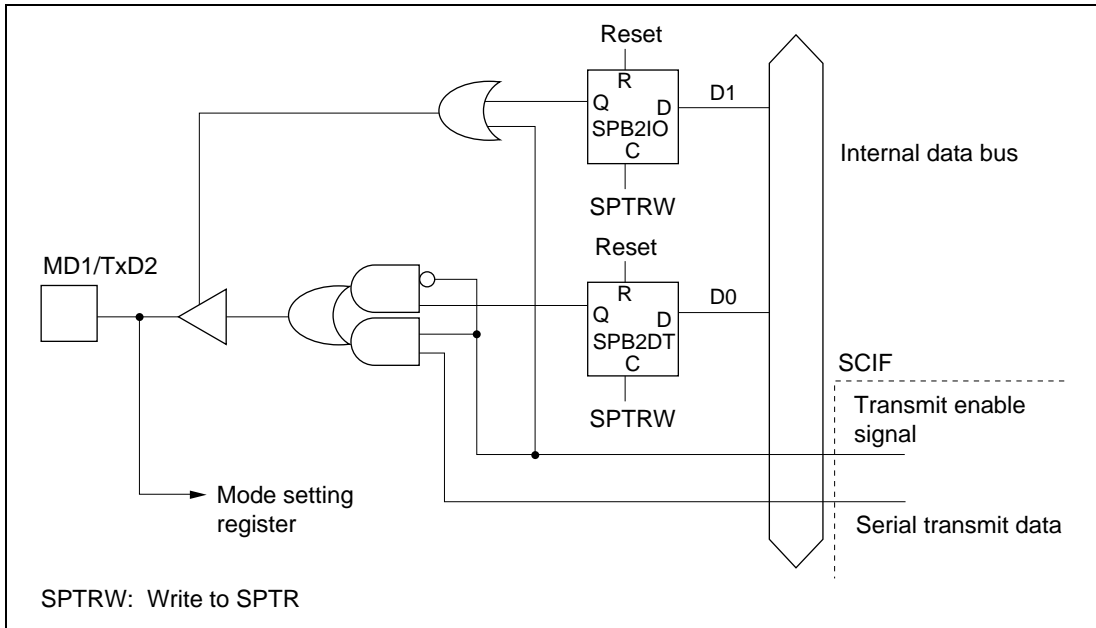 Reset
R
Q
D
D1
SPB2IO
C
SPTRW
Internal data bus
Reset
MD1/TxD2
R
Q
D
D0
SPB2DT
C
SPTRW
SCIF
Transmit enable
signal
Mode setting
register
Serial transmit data
SPTRW: Write to SPTR